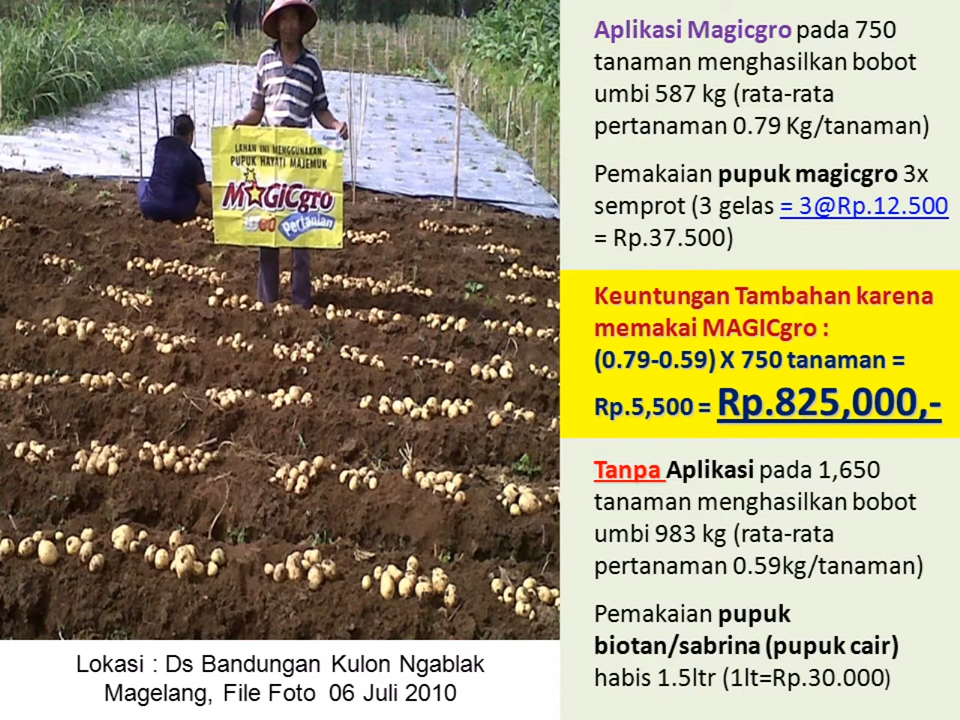 LAHAN INI MENGGUNAKAN
PUPUK HAYATI MAJEMUK
MAGICgro
Pertanian
Lokasi : Ds Bandungan Kulon Ngablak
Magelang, File Foto 06 Juli 2010
Aplikasi Magicgro pada 750
tanaman menghasilkan bobot
umbi 587 kg (rata-rata
pertanaman 0.79 Kg/tanaman)
Pemakaian pupuk magicgro 3x
semprot (3 gelas = 3@Rp.12.500
= Rp.37.500)
Keuntungan Tambahan karena
memakai MAGICgro :
(0.79-0.59) X 750 tanaman =
Rp.5,500 = Rp.825,000,-
Tanpa Aplikasi pada 1,650
tanaman menghasilkan bobot
umbi 983 kg (rata-rata
pertanaman 0.59kg/tanaman)
Pemakaian pupuk
biotan/sabrina (pupuk cair)
habis 1.5ltr (1lt=Rp.30.000)